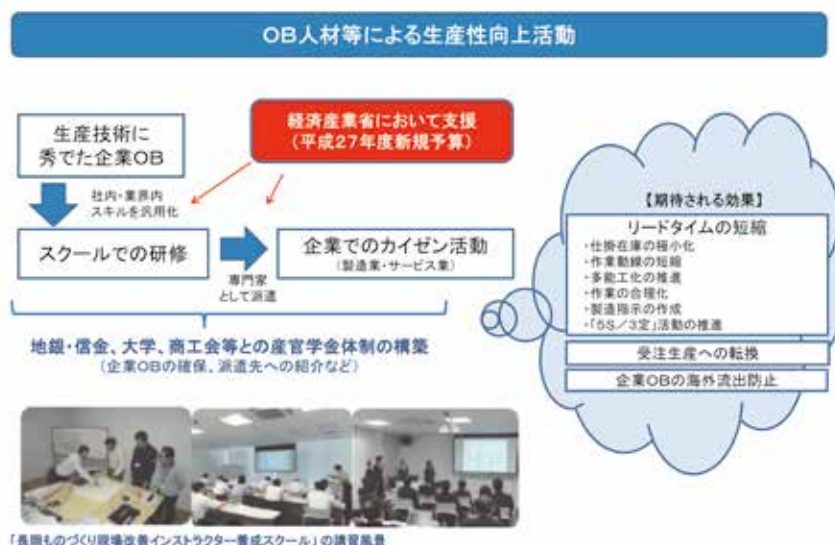 OB人材等による生産性向上活動
生産技術に
秀でた企業OB
経済産業省において支援
(平成27年度新規予算)
社内・業界内
スキルを汎用化
スクールでの研修
専門家
として派遣
企業でのカイゼン活動
(製造業・サービス業)
地銀・信金、大学、商工会等との産官学金体制の構築
(企業OBの確保、派遣先への紹介など)
【期待される効果】
リードタイムの短縮
・仕掛在庫の極小化
・作業動線の短縮
・多能工化の推進
・作業の合理化
・製造指示の作成
・「5S/3定」活動の推進
受注生産への転換
企業OBの海外流出防止
「長岡ものづくり現場改善インストラクター養成スクール」の講習風景